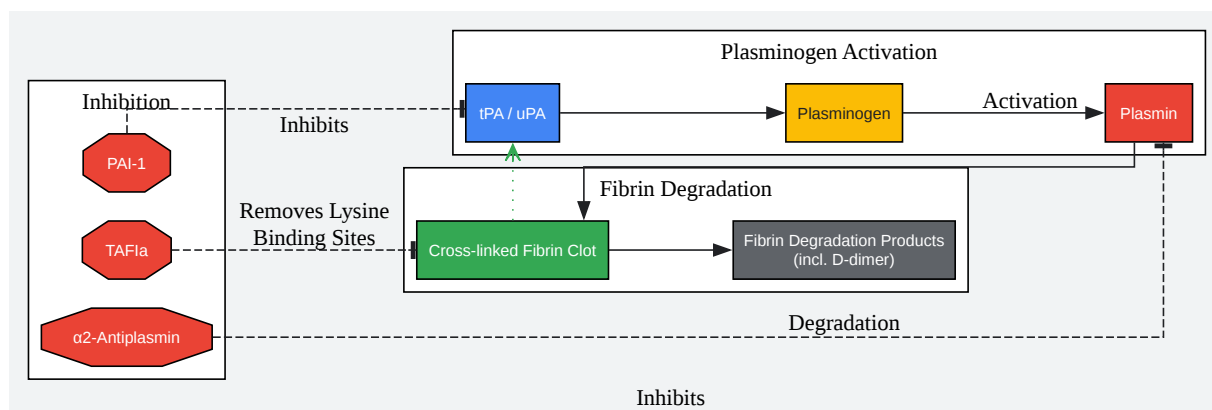 Plasminogen Activation
Inhibition
tPA / uPA
Plasminogen
Activation
Plasmin
Inhibits
PAI-1
Fibrin Degradation
Removes Lysine
Binding Sites
TAFIa
Cross-linked Fibrin Clot
Fibrin Degradation Products
(incl. D-dimer)
α2-Antiplasmin
Degradation
Inhibits